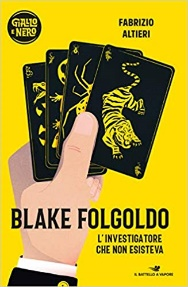 GIALLO
E NERO
FABRIZIO
ALTIERI
BLAKE FOLGOLDO
L'INVESTIGATORE
CHE NON ESISTEVA
IL BATTELLO A VAPORE